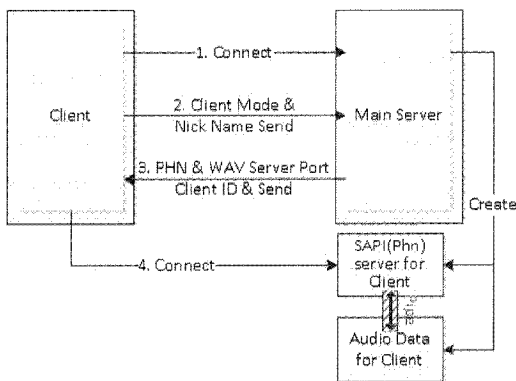 1. Connect
Client
2. Client Mode &
Nick Name Send
Main Server
3. PHN & WAV Server Port
Client ID & Send
Create
SAPI(Phn)
server for
Client
4. Connect
Audio Data
for Client